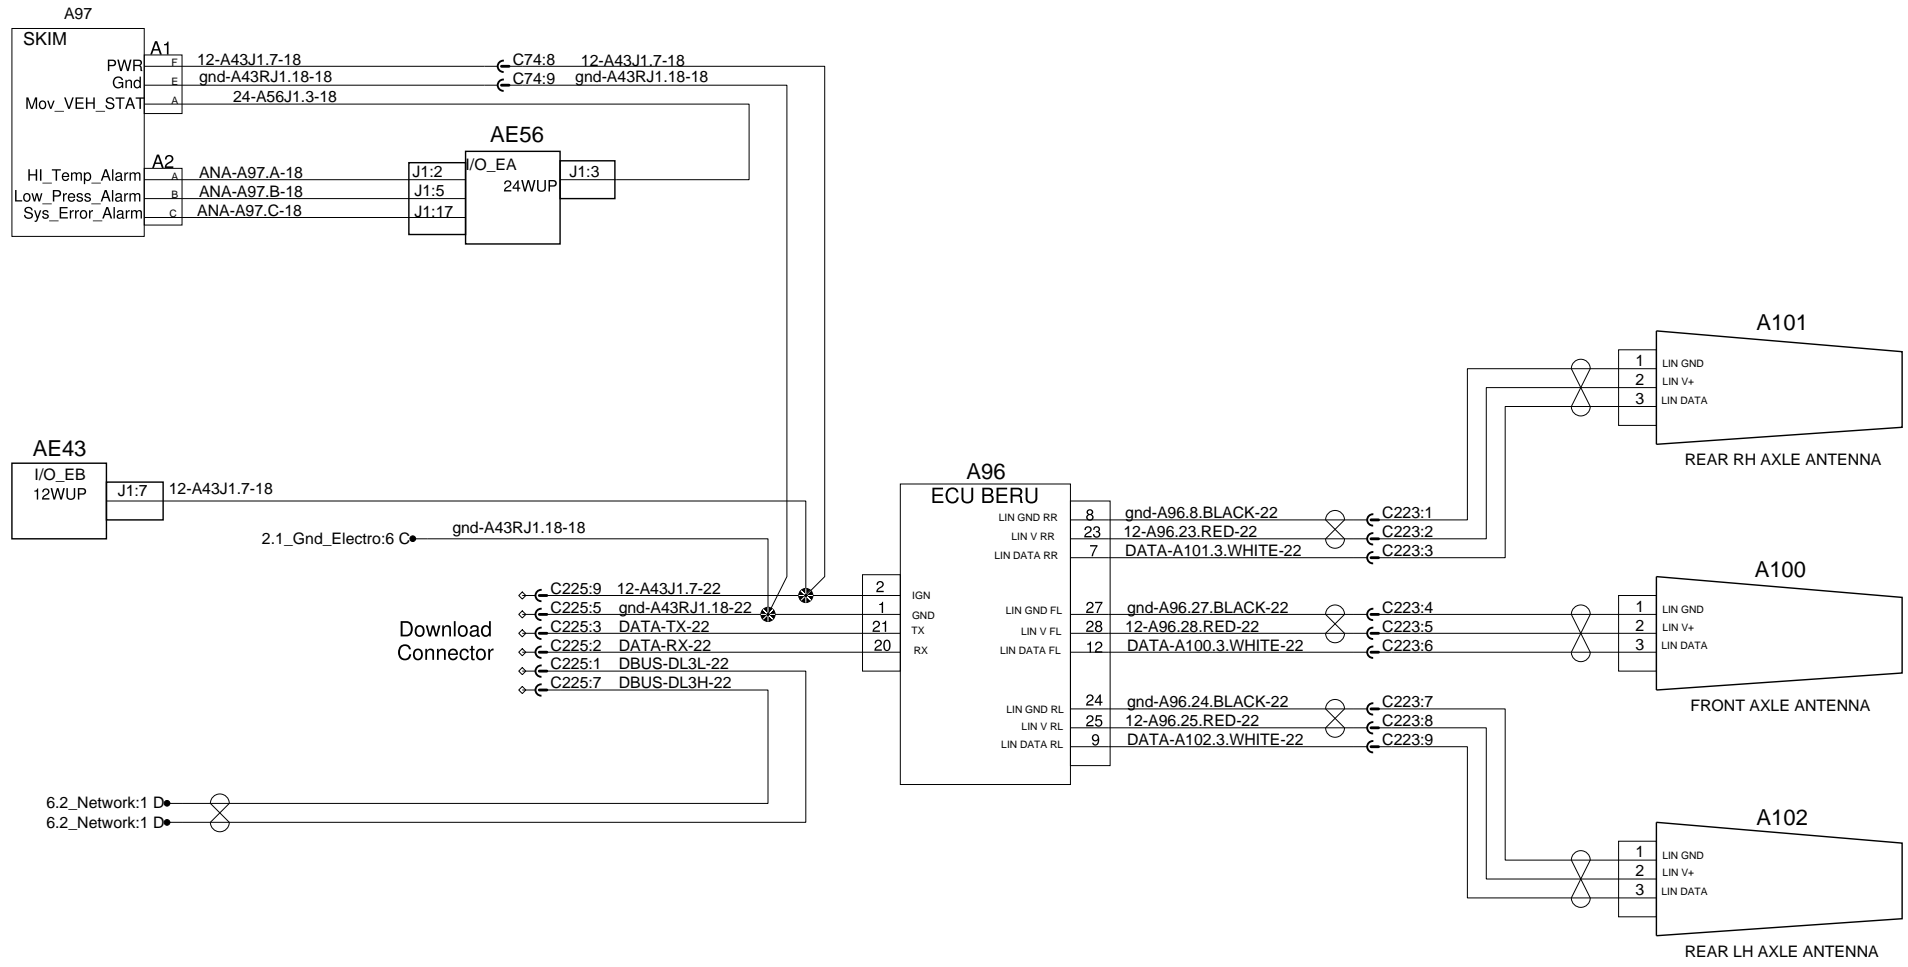 A97
SKIM
A1
PWR F 12-A43J1.7-18 C74:8 12-A43J1.7-18
Gnd E gnd-A43RJ1.18-18 C74:9 gnd-A43RJ1.18-18
Mov_VEH_STAT A 24-A56J1.3-18
A2
HI_Temp_Alarm A ANA-A97.A-18 J1:2
Low_Press_Alarm B ANA-A97.B-18 J1:5
Sys_Error_Alarm C ANA-A97.C-18 J1:17
AE56
I/O_EA
24WUP J1:3
AE43
I/O_EB
12WUP J1:7 12-A43J1.7-18
2.1_Gnd_Electro:6 C gnd-A43RJ1.18-18
Download
Connector
C225:9 12-A43J1.7-22 2 IGN
C225:5 gnd-A43RJ1.18-22 1 GND
C225:3 DATA-TX-22 21 TX
C225:2 DATA-RX-22 20 RX
C225:1 DBUS-DL3L-22
C225:7 DBUS-DL3H-22
6.2_Network:1 D
6.2_Network:1 D
A96
ECU BERU
LIN GND RR 8 gnd-A96.8.BLACK-22 C223:1
LIN V RR 23 12-A96.23.RED-22 C223:2
LIN DATA RR 7 DATA-A101.3.WHITE-22 C223:3
LIN GND FL 27 gnd-A96.27.BLACK-22 C223:4
LIN V FL 28 12-A96.28.RED-22 C223:5
LIN DATA FL 12 DATA-A100.3.WHITE-22 C223:6
LIN GND RL 24 gnd-A96.24.BLACK-22 C223:7
LIN V RL 25 12-A96.25.RED-22 C223:8
LIN DATA RL 9 DATA-A102.3.WHITE-22 C223:9
A101
1 LIN GND
2 LIN V+
3 LIN DATA
REAR RH AXLE ANTENNA
A100
1 LIN GND
2 LIN V+
3 LIN DATA
FRONT AXLE ANTENNA
A102
1 LIN GND
2 LIN V+
3 LIN DATA
REAR LH AXLE ANTENNA